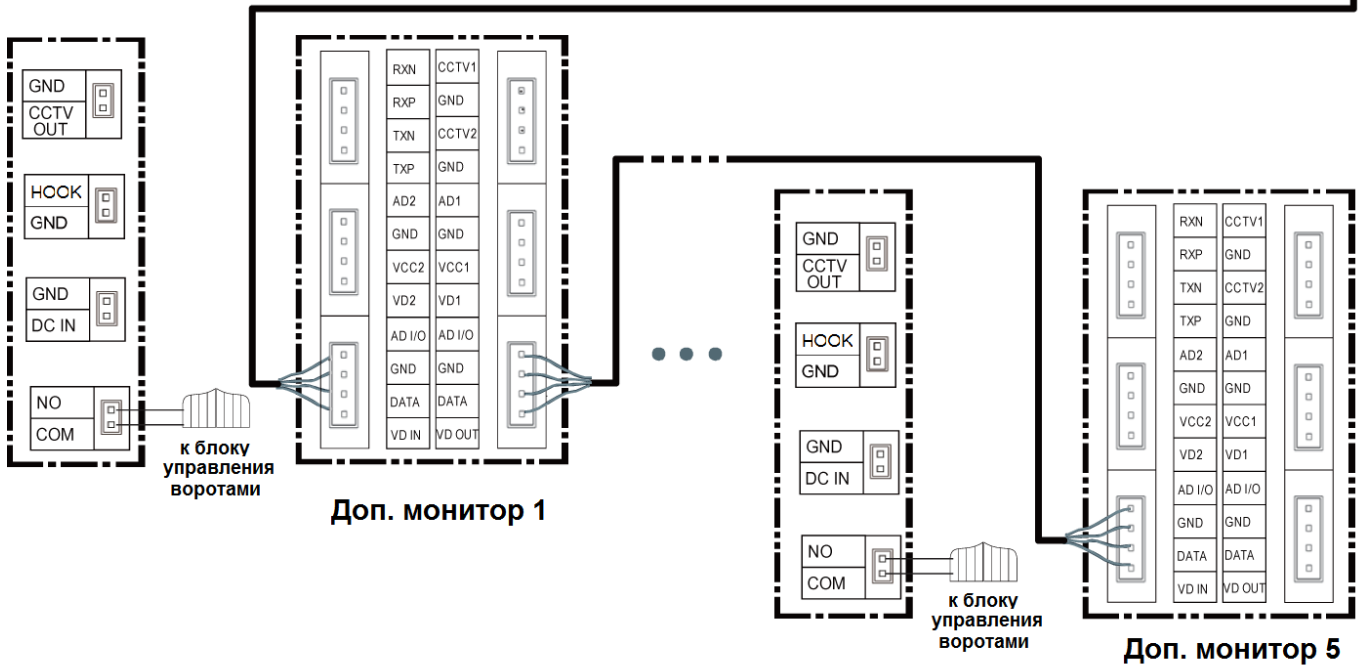 GND
CCTV
OUT
HOOK
GND
GND
DC IN
NO
COM
к блоку
управления
воротами
RXN CCTV1
RXP GND
TXN CCTV2
TXP GND
AD2 AD1
GND GND
VCC2 VCC1
VD2 VD1
AD I/O AD I/O
GND GND
DATA DATA
VD IN VD OUT
Доп. монитор 1
GND
CCTV
OUT
HOOK
GND
GND
DC IN
NO
COM
к блоку
управления
воротами
RXN CCTV1
RXP GND
TXN CCTV2
TXP GND
AD2 AD1
GND GND
VCC2 VCC1
VD2 VD1
AD I/O AD I/O
GND GND
DATA DATA
VD IN VD OUT
Доп. монитор 5